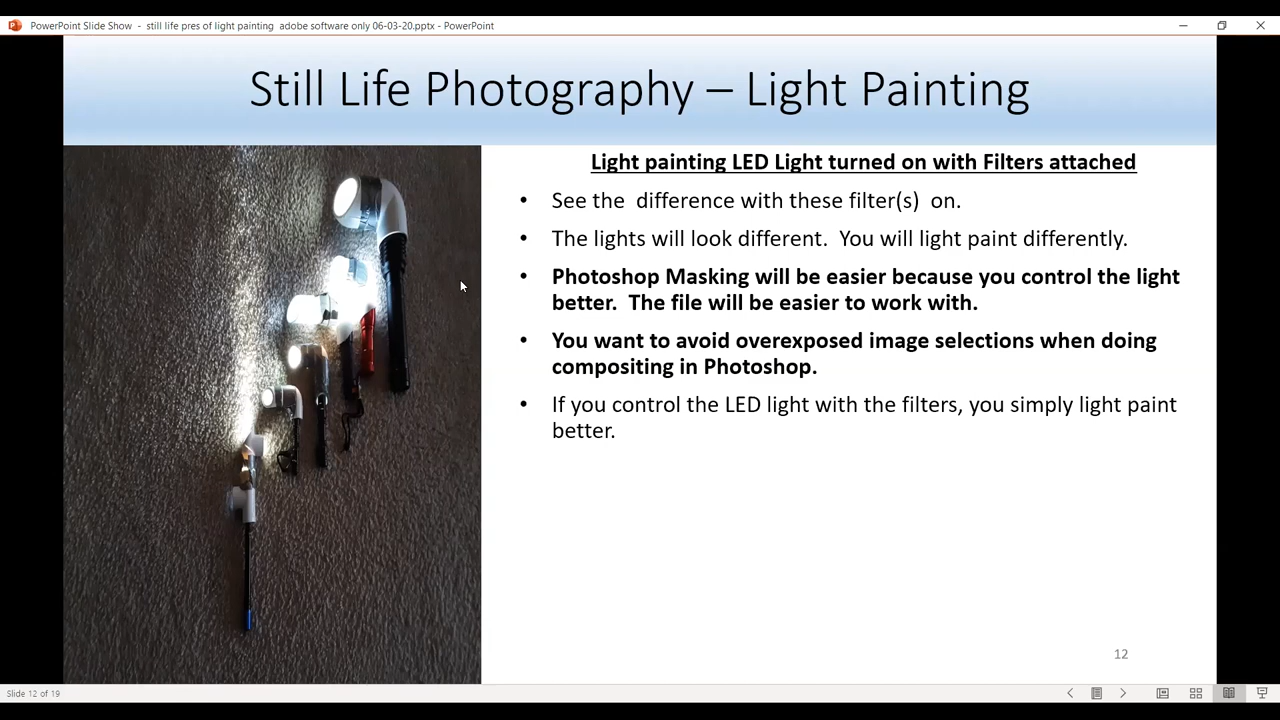 PowerPoint Slide Show - still life pres of light painting adobe software only 06-03-20.pptx - PowerPoint
Still Life Photography – Light Painting
Light painting LED Light turned on with Filters attached
• See the difference with these filter(s) on.
• The lights will look different. You will light paint differently.
• Photoshop Masking will be easier because you control the light
better. The file will be easier to work with.
• You want to avoid overexposed image selections when doing
compositing in Photoshop.
• If you control the LED light with the filters, you simply light paint
better.
12
Slide 12 of 19